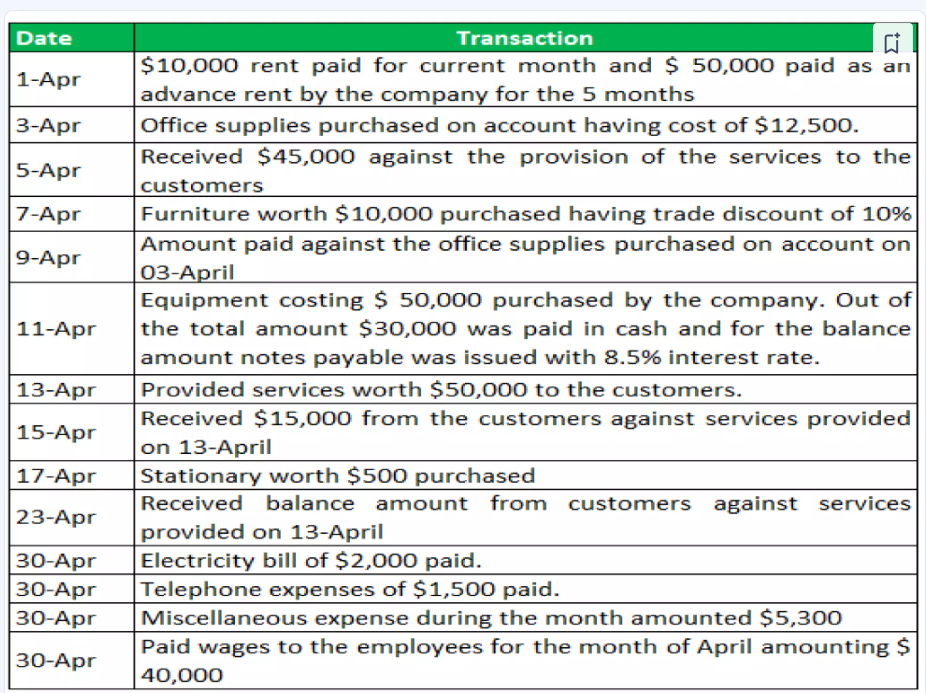 Date Transaction
1-Apr $10,000 rent paid for current month and $ 50,000 paid as an
advance rent by the company for the 5 months
3-Apr Office supplies purchased on account having cost of $12,500.
5-Apr Received $45,000 against the provision of the services to the
customers
7-Apr Furniture worth $10,000 purchased having trade discount of 10%
9-Apr Amount paid against the office supplies purchased on account on
03-April
11-Apr Equipment costing $ 50,000 purchased by the company. Out of
the total amount $30,000 was paid in cash and for the balance
amount notes payable was issued with 8.5% interest rate.
13-Apr Provided services worth $50,000 to the customers.
15-Apr Received $15,000 from the customers against services provided
on 13-April
17-Apr Stationary worth $500 purchased
23-Apr Received balance amount from customers against services
provided on 13-April
30-Apr Electricity bill of $2,000 paid.
30-Apr Telephone expenses of $1,500 paid.
30-Apr Miscellaneous expense during the month amounted $5,300
30-Apr Paid wages to the employees for the month of April amounting $
40,000